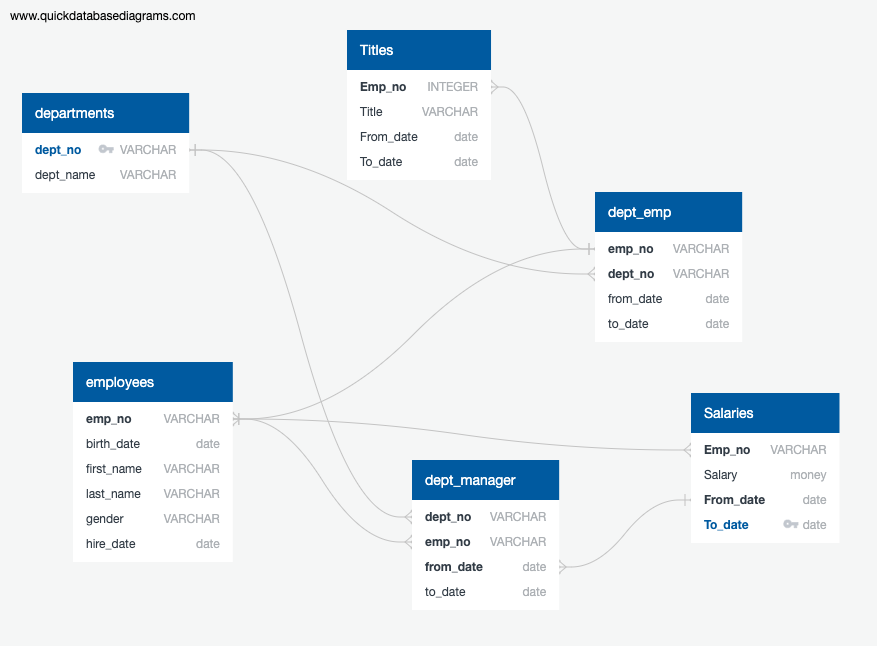 www.quickdatabasediagrams.com
Titles
Emp_no INTEGER
Title VARCHAR
From_date date
To_date date
departments
dept_no VARCHAR
dept_name VARCHAR
dept_emp
emp_no VARCHAR
dept_no VARCHAR
from_date date
to_date date
employees
emp_no VARCHAR
birth_date date
first_name VARCHAR
last_name VARCHAR
gender VARCHAR
hire_date date
Salaries
Emp_no VARCHAR
Salary money
From_date date
To_date date
dept_manager
dept_no VARCHAR
emp_no VARCHAR
from_date date
to_date date